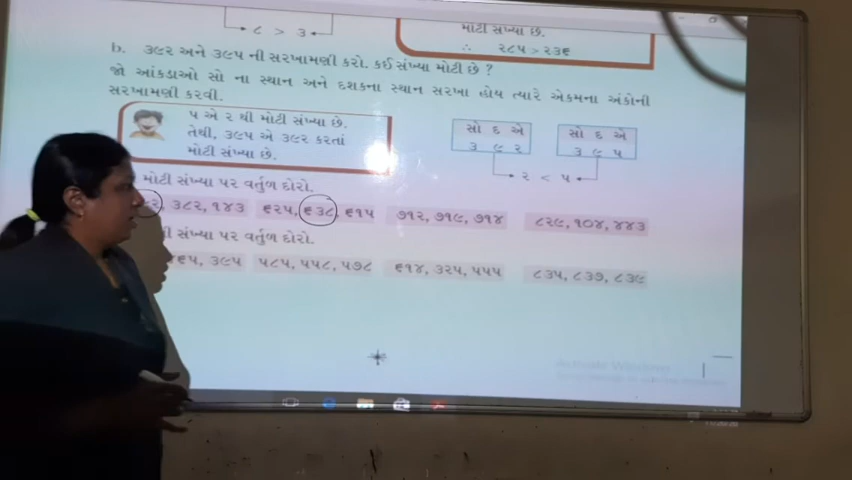 ૮ > ૩
મોટી સંખ્યા છે.
∴ ૨૮૫ > ૨૩૬
b. ૩૯૨ અને ૩૯૫ ની સરખામણી કરો. કઈ સંખ્યા મોટી છે ?
જો આંકડાઓ સો ના સ્થાન અને દશકના સ્થાન સરખા હોય ત્યારે એકમના અંકોની
સરખામણી કરવી.
૫ એ ૨ થી મોટી સંખ્યા છે.
તેથી, ૩૯૫ એ ૩૯૨ કરતાં
મોટી સંખ્યા છે.
સો દ એ
૩ ૯ ૨
સો દ એ
૩ ૯ ૫
૨ < ૫
મોટી સંખ્યા પર વર્તુળ દોરો.
૩૮૨, ૧૪૩ ૬૨૫, ૬૩૮, ૬૧૫ ૭૧૨, ૭૧૯, ૭૧૪ ૮૨૯, ૧૦૪, ૪૪૩
સંખ્યા પર વર્તુળ દોરો.
૩૯૫ ૫૮૫, ૫૫૮, ૫૭૮ ૬૧૪, ૩૨૫, ૫૫૫ ૮૩૫, ૮૩૭, ૮૩૯
Activate Windows